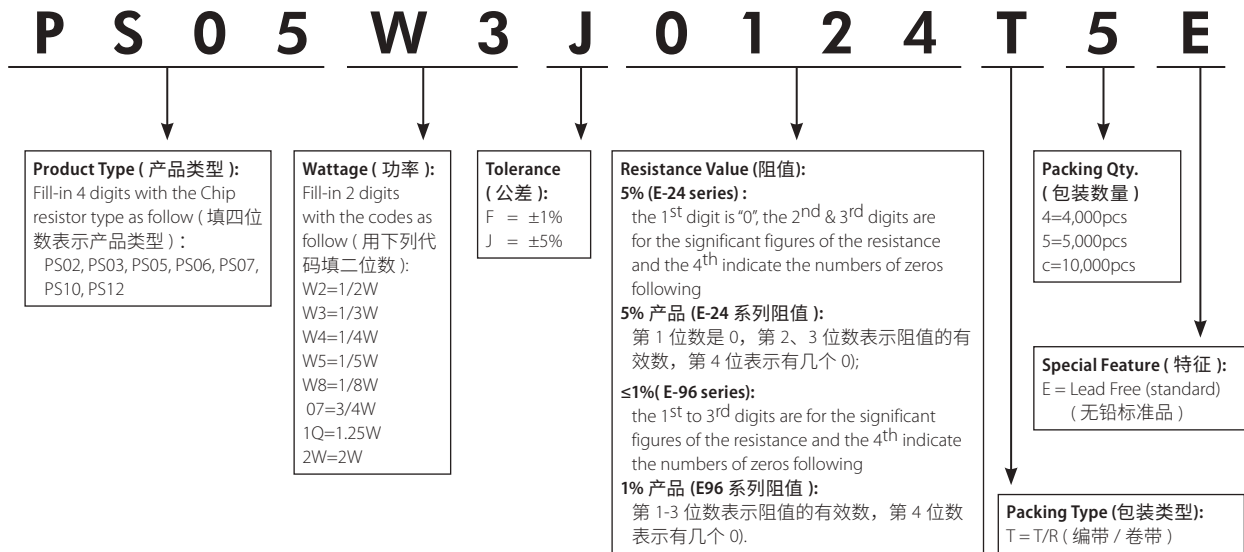 P S 0 5 W 3 J 0 1 2 4 T 5 E
Product Type ( 产品类型 ):
Fill-in 4 digits with the Chip
resistor type as follow ( 填四位
数表示产品类型 ) :
PS02, PS03, PS05, PS06, PS07,
PS10, PS12
Wattage ( 功率 ):
Fill-in 2 digits
with the codes as
follow ( 用下列代
码填二位数 ):
W2=1/2W
W3=1/3W
W4=1/4W
W5=1/5W
W8=1/8W
07=3/4W
1Q=1.25W
2W=2W
Tolerance
( 公差 ):
F = ±1%
J = ±5%
Resistance Value (阻值):
5% (E-24 series) :
the 1st digit is “0”, the 2nd & 3rd digits are
for the significant figures of the resistance
and the 4th indicate the numbers of zeros
following
5% 产品 (E-24 系列阻值 ):
第 1 位数是 0，第 2、3 位数表示阻值的有
效数，第 4 位表示有几个 0);
≤1%( E-96 series):
the 1st to 3rd digits are for the significant
figures of the resistance and the 4th indicate
the numbers of zeros following
1% 产品 (E96 系列阻值 ):
第 1-3 位数表示阻值的有效数，第 4 位数
表示有几个 0).
Packing Qty.
( 包装数量 )
4=4,000pcs
5=5,000pcs
c=10,000pcs
Special Feature ( 特征 ):
E = Lead Free (standard)
( 无铅标准品 )
Packing Type (包装类型):
T = T/R ( 编带 / 卷带 )